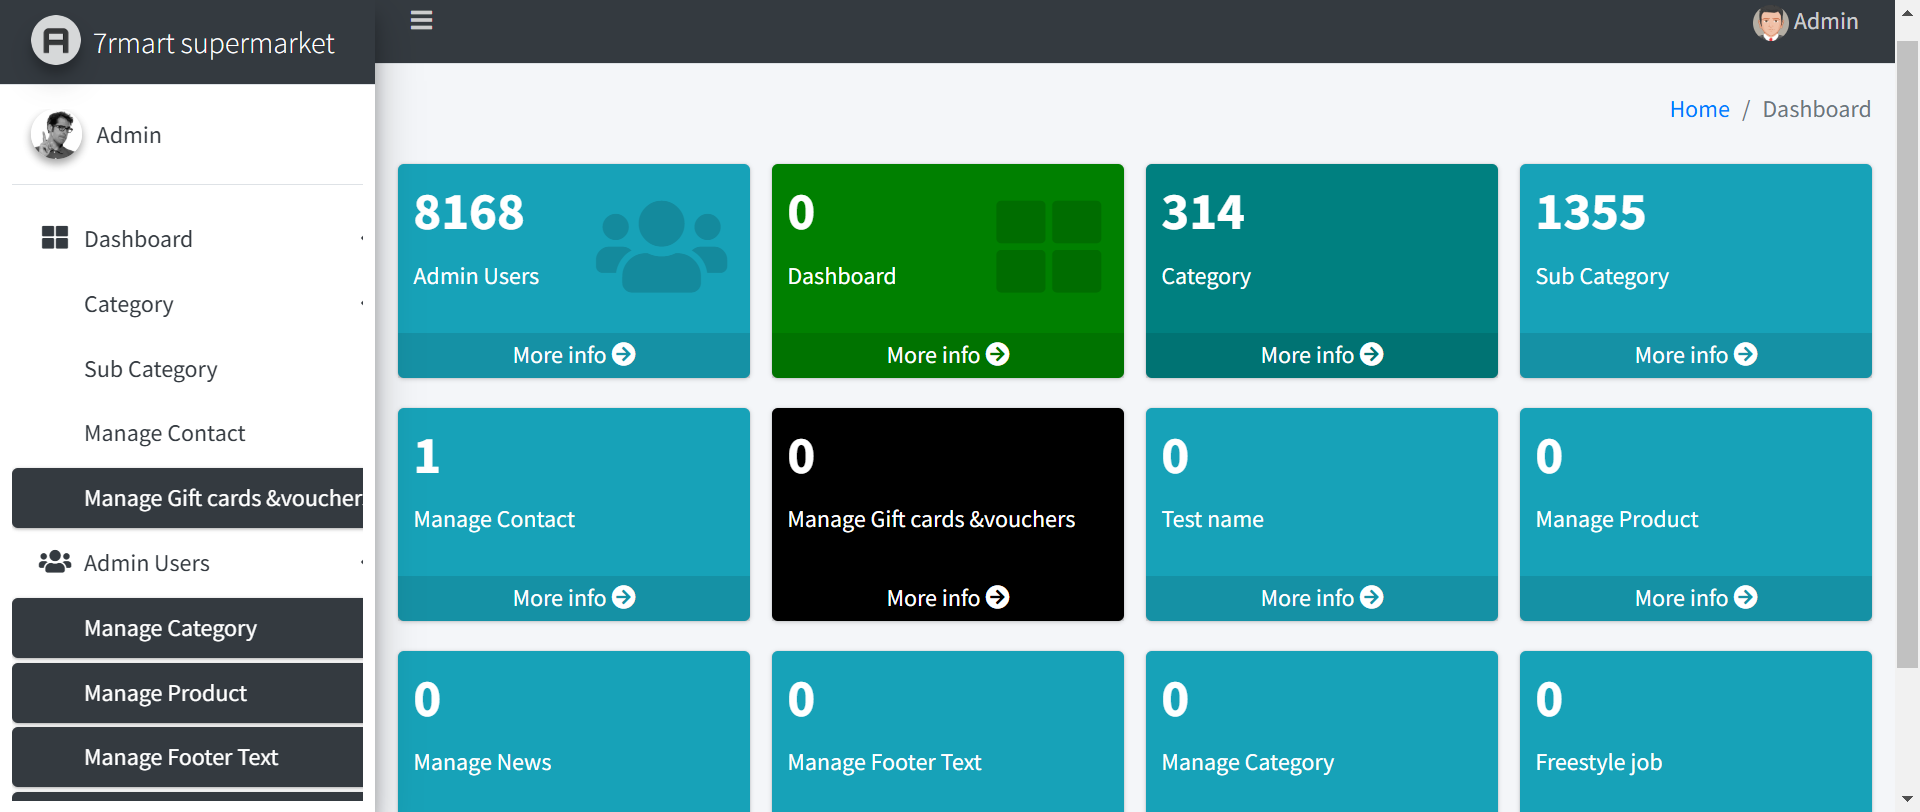 7rmart supermarket
Admin
Admin
Home / Dashboard
Dashboard
Category
Sub Category
Manage Contact
Manage Gift cards &voucher
Admin Users
Manage Category
Manage Product
Manage Footer Text
8168
Admin Users
More info
0
Dashboard
More info
314
Category
More info
1355
Sub Category
More info
1
Manage Contact
More info
0
Manage Gift cards &vouchers
More info
0
Test name
More info
0
Manage Product
More info
0
Manage News
0
Manage Footer Text
0
Manage Category
0
Freestyle job